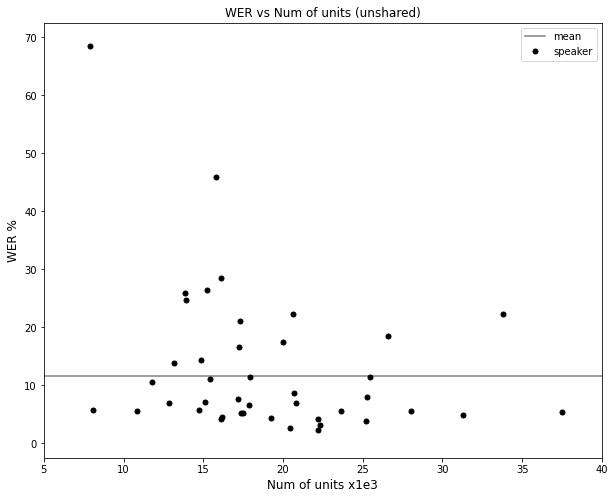 WER vs Num of units (unshared)
mean
speaker
WER %
70
60
50
40
30
20
10
0
5 10 15 20 25 30 35 40
Num of units x1e3